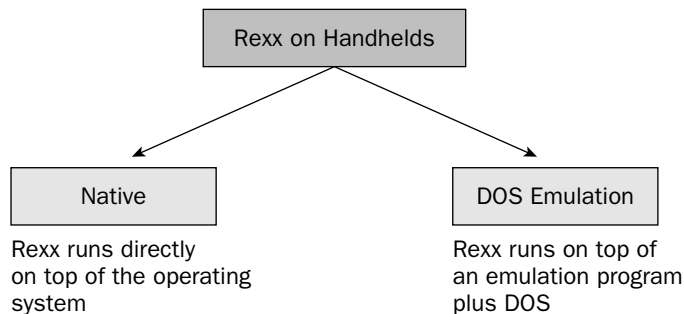 Rexx on Handhelds
Native
Rexx runs directly
on top of the operating
system
DOS Emulation
Rexx runs on top of
an emulation program
plus DOS